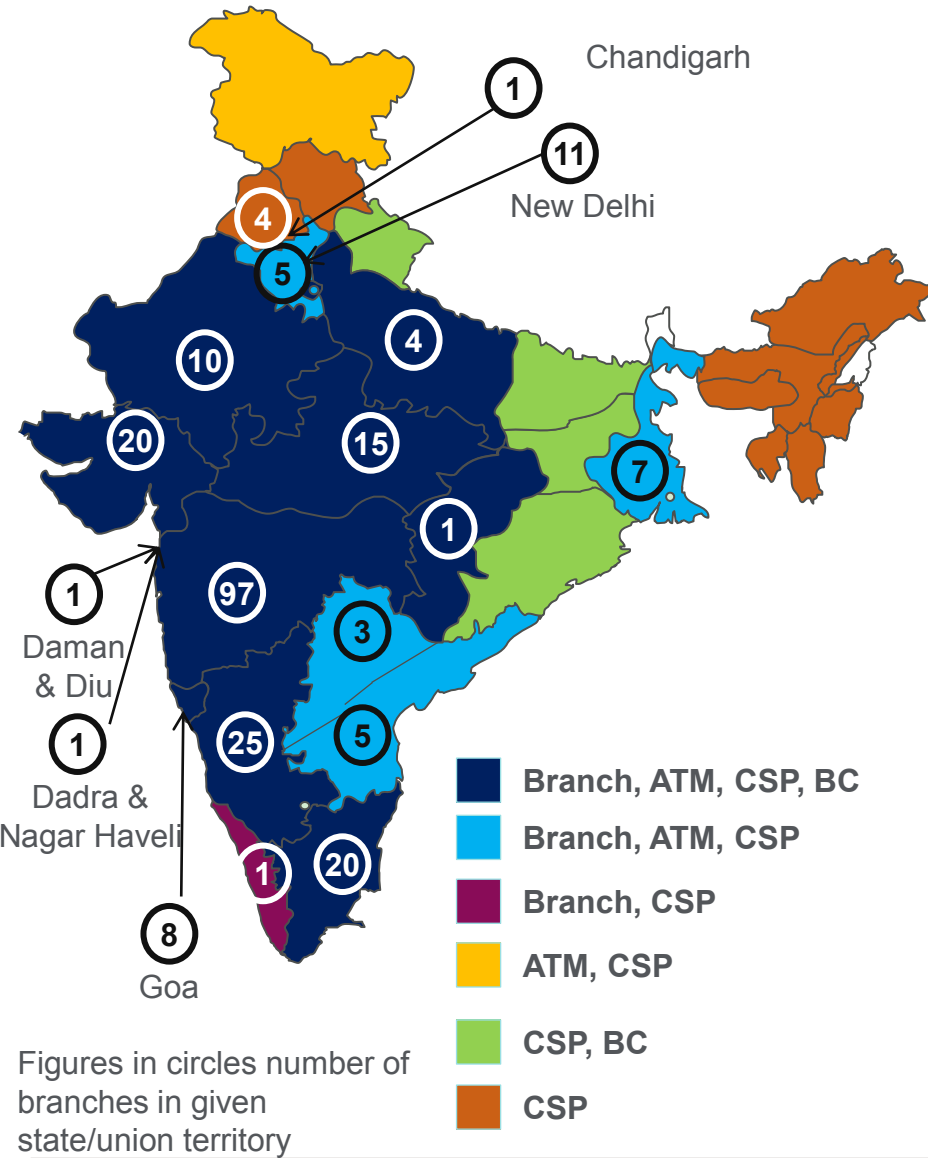 Chandigarh
1
11
New Delhi
4
5
4
10
20
15
7
1
1
97
Daman
& Diu
3
1
25
5
Dadra &
Nagar Haveli
Branch, ATM, CSP, BC
Branch, ATM, CSP
1
20
Branch, CSP
8
Goa
ATM, CSP
CSP, BC
CSP
Figures in circles number of
branches in given
state/union territory